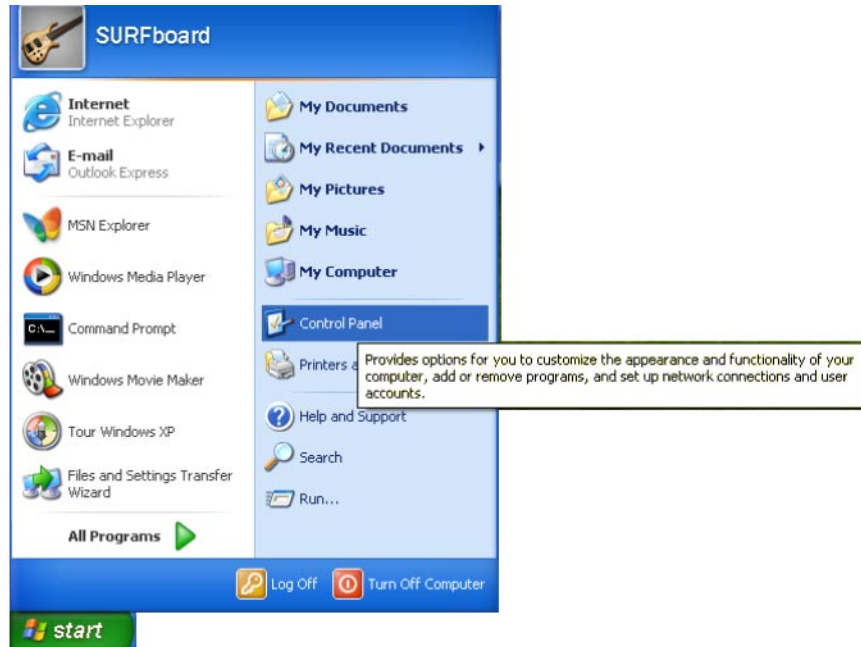 SURFboard
Internet
Internet Explorer
E-mail
Outlook Express
MSN Explorer
Windows Media Player
C:\_
Command Prompt
Windows Movie Maker
Tour Windows XP
Files and Settings Transfer
Wizard
All Programs
My Documents
My Recent Documents
My Pictures
My Music
My Computer
Control Panel
Printers a
Provides options for you to customize the appearance and functionality of your
computer, add or remove programs, and set up network connections and user
accounts.
Help and Support
Search
Run...
Log Off
Turn Off Computer
start